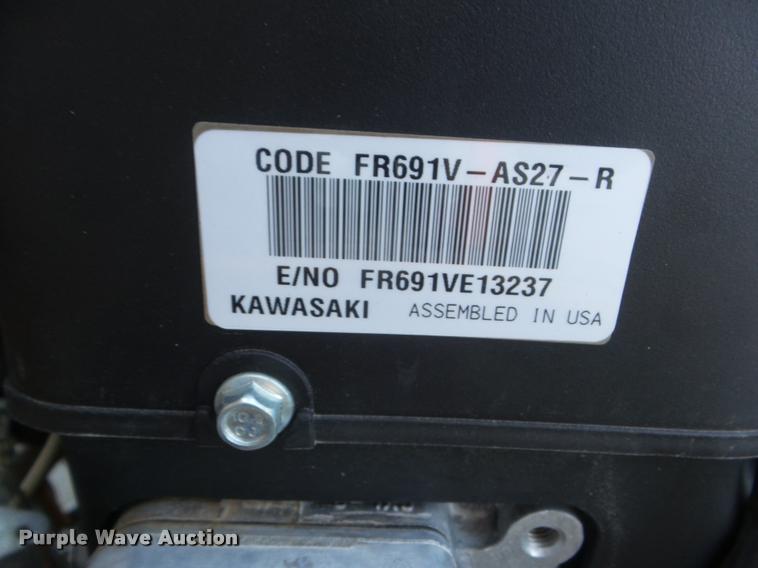 CODE FR691V-AS27-R
E/NO FR691VE13237
KAWASAKI ASSEMBLED IN USA
Purple Wave Auction